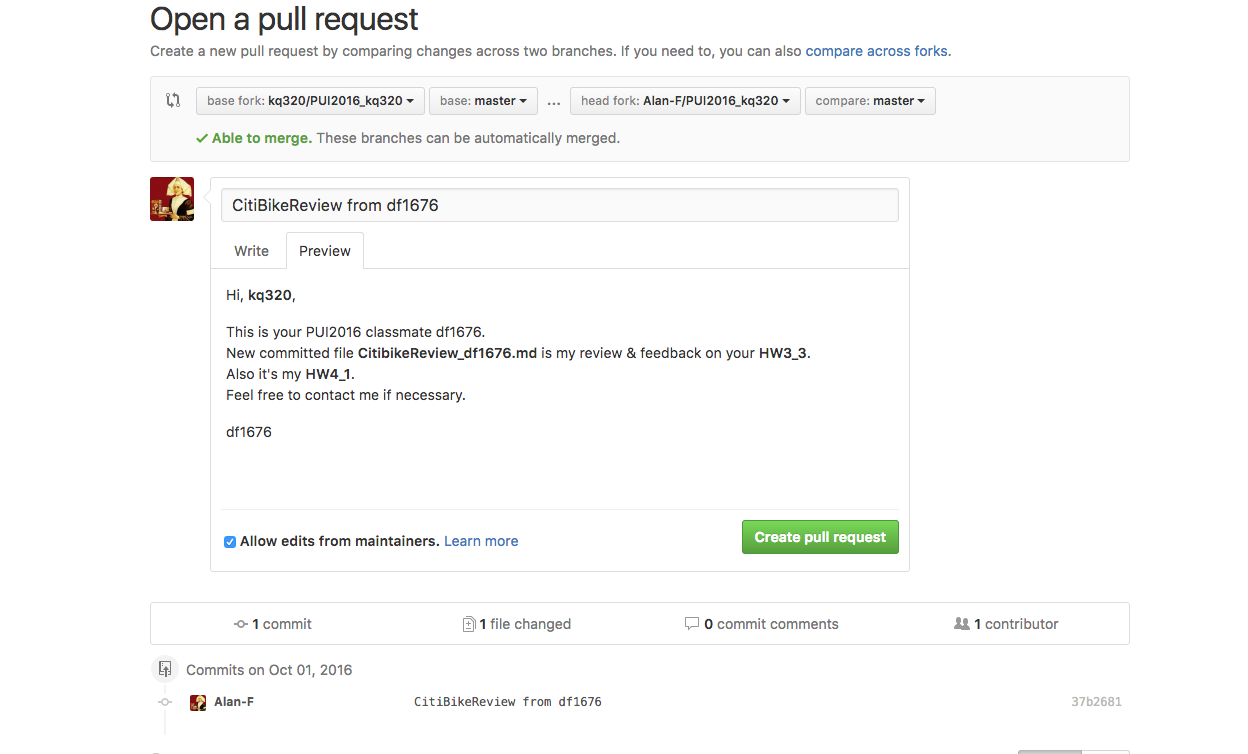 Open a pull request
Create a new pull request by comparing changes across two branches. If you need to, you can also compare across forks.
base fork: kq320/PUI2016_kq320 base: master ... head fork: Alan-F/PUI2016_kq320 compare: master
Able to merge. These branches can be automatically merged.
CitiBikeReview from df1676
Write Preview
Hi, kq320,
This is your PUI2016 classmate df1676.
New committed file CitibikeReview_df1676.md is my review & feedback on your HW3_3.
Also it's my HW4_1.
Feel free to contact me if necessary.
df1676
Allow edits from maintainers. Learn more Create pull request
1 commit 1 file changed 0 commit comments 1 contributor
Commits on Oct 01, 2016
Alan-F CitiBikeReview from df1676 37b2681